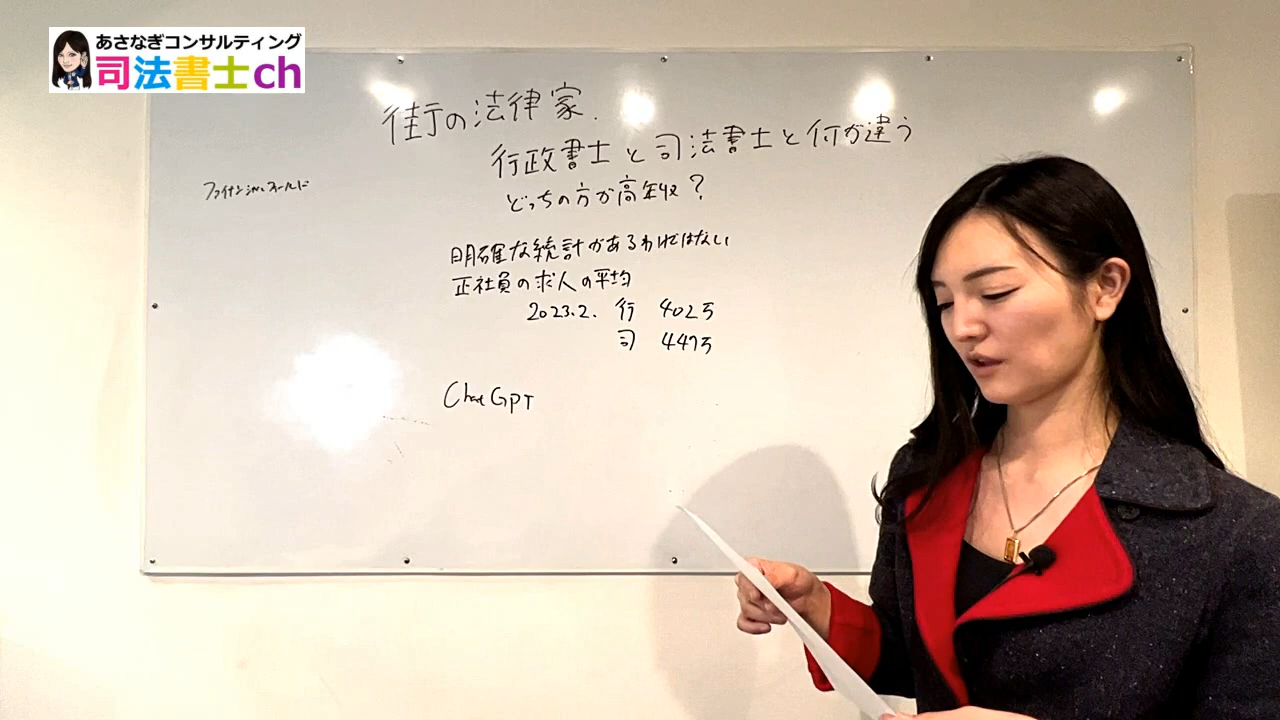 あさなぎコンサルティング
司法書士ch
街の法律家.
行政書士と司法書士と何が違う
どっちの方が高年収?
ファイナンシャルフィールド
明確な統計があるわけではない
正社員の求人の平均
2023.2. 行 402万
司 447万
ChatGPT